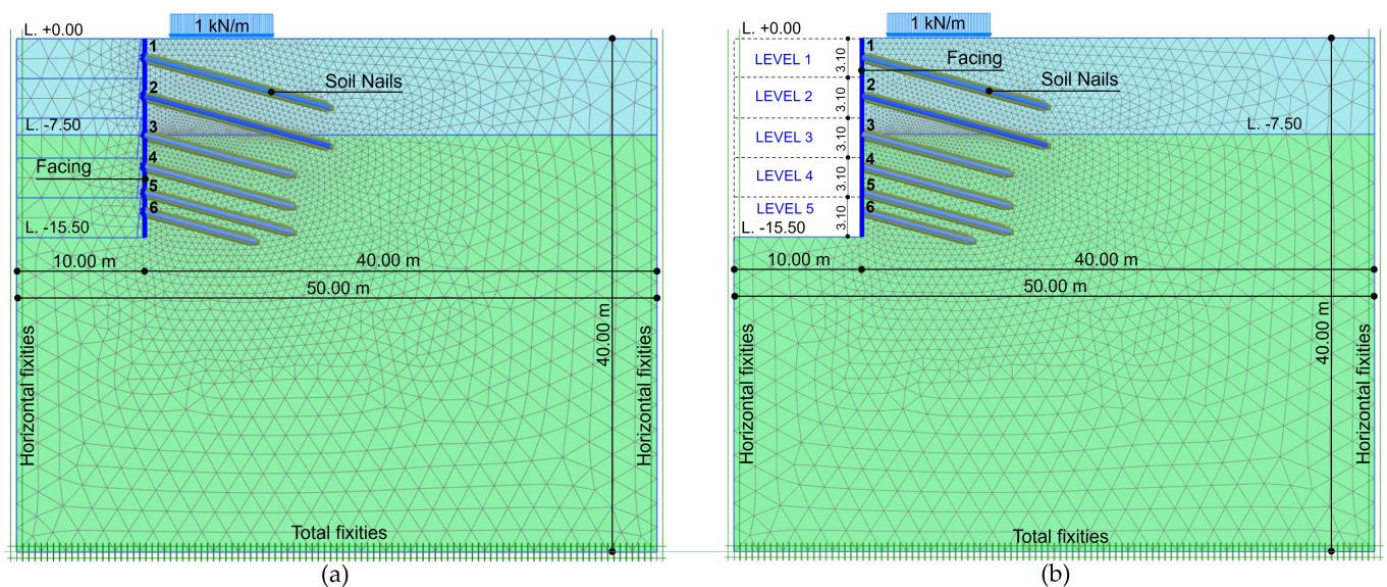 L. +0.00
1 kN/m
1
2
Soil Nails
L. -7.50
3
4
Facing
5
6
L. -15.50
10.00 m
40.00 m
50.00 m
40.00 m
Horizontal fixities
Horizontal fixities
Total fixities
(a)
L. +0.00
1 kN/m
1
LEVEL 1
3.10
Facing
Soil Nails
2
LEVEL 2
3.10
L. -7.50
3
LEVEL 3
3.10
4
LEVEL 4
3.10
5
LEVEL 5
3.10
6
L. -15.50
10.00 m
40.00 m
50.00 m
40.00 m
Horizontal fixities
Horizontal fixities
Total fixities
(b)